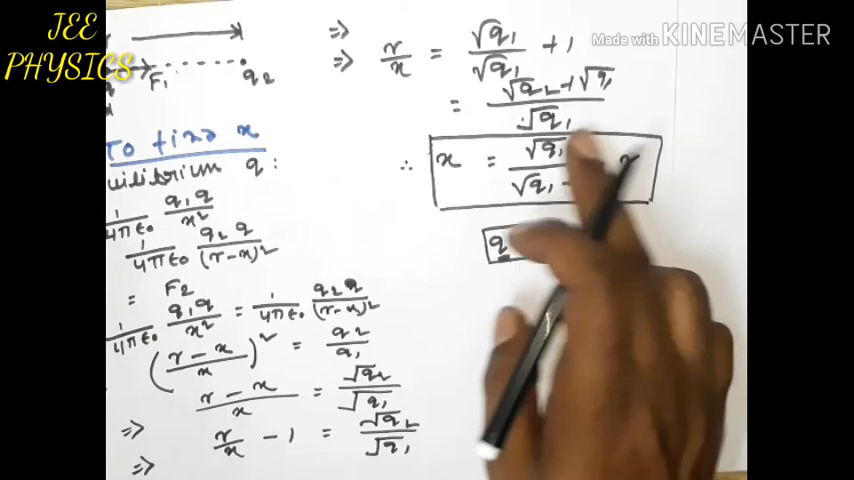 JEE
PHYSICS
Made with KINEMASTER
F₁ q₂
To find x
uilibrium q:
1/4πε₀ q₁q/x²
1/4πε₀ q₂q/(r-x)²
= F₂
1/4πε₀ q₁q/x² = 1/4πε₀ q₂q/(r-x)²
((r-x)/x)² = q₂/q₁
(r-x)/x = √q₂/√q₁
⇒ r/x - 1 = √q₂/√q₁
⇒
⇒
⇒ r/x = √q₁/√q₁ + 1
= (√q₂+√q₁)/√q₁
∴ x = √q₁/√q₁ r
q